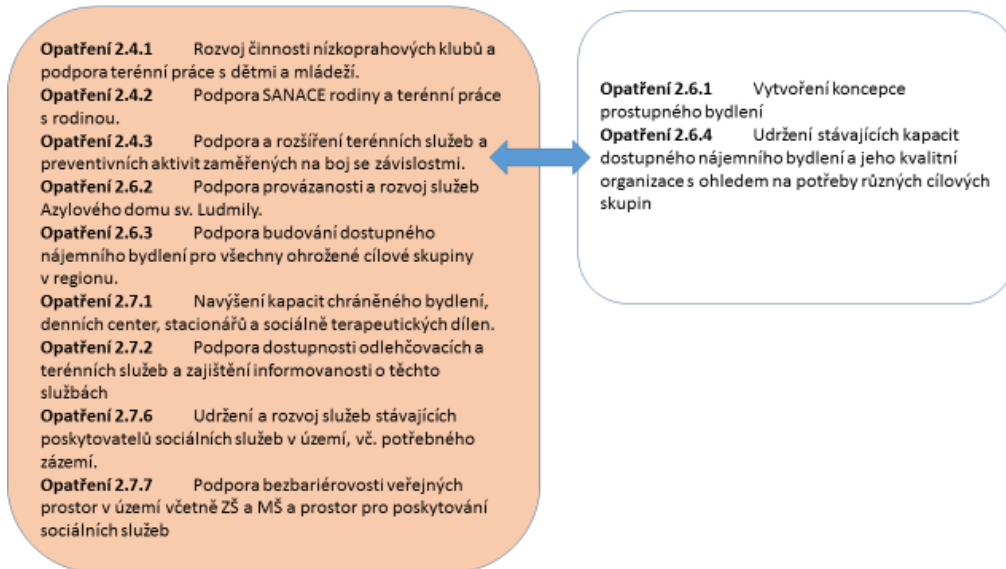 Opatření 2.4.1 Rozvoj činnosti nízkoprahových klubů a
podpora terénní práce s dětmi a mládeží.
Opatření 2.4.2 Podpora SANACE rodiny a terénní práce
s rodinou.
Opatření 2.4.3 Podpora a rozšíření terénních služeb a
preventivních aktivit zaměřených na boj se závislostmi.
Opatření 2.6.2 Podpora provázanosti a rozvoj služeb
Azylového domu sv. Ludmily.
Opatření 2.6.3 Podpora budování dostupného
nájemního bydlení pro všechny ohrožené cílové skupiny
v regionu.
Opatření 2.7.1 Navýšení kapacit chráněného bydlení,
denních center, stacionářů a sociálně terapeutických dílen.
Opatření 2.7.2 Podpora dostupnosti odlehčovacích a
terénních služeb a zajištění informovanosti o těchto
službách
Opatření 2.7.6 Udržení a rozvoj služeb stávajících
poskytovatelů sociálních služeb v území, vč. potřebného
zázemí.
Opatření 2.7.7 Podpora bezbariérovosti veřejných
prostor v území včetně ZŠ a MŠ a prostor pro poskytování
sociálních služeb
Opatření 2.6.1 Vytvoření koncepce
prostupného bydlení
Opatření 2.6.4 Udržení stávajících kapacit
dostupného nájemního bydlení a jeho kvalitní
organizace s ohledem na potřeby různých cílových
skupin